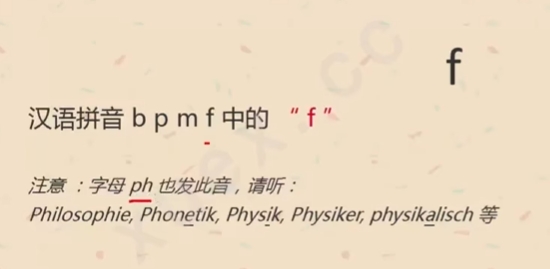 f
汉语拼音 b p m f 中的 “ f ”
注意 ：字母 ph 也发此音，请听：
Philosophie, Phonetik, Physik, Physiker, physikalisch 等